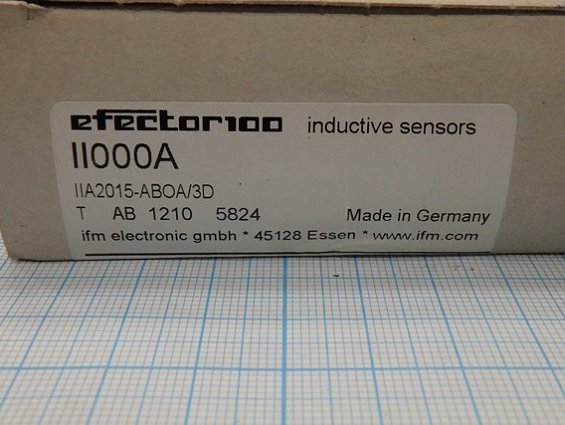 efector100 inductive sensors
II000A
IIA2015-ABOA/3D
T AB 1210 5824 Made in Germany
ifm electronic gmbh * 45128 Essen * www.ifm.com